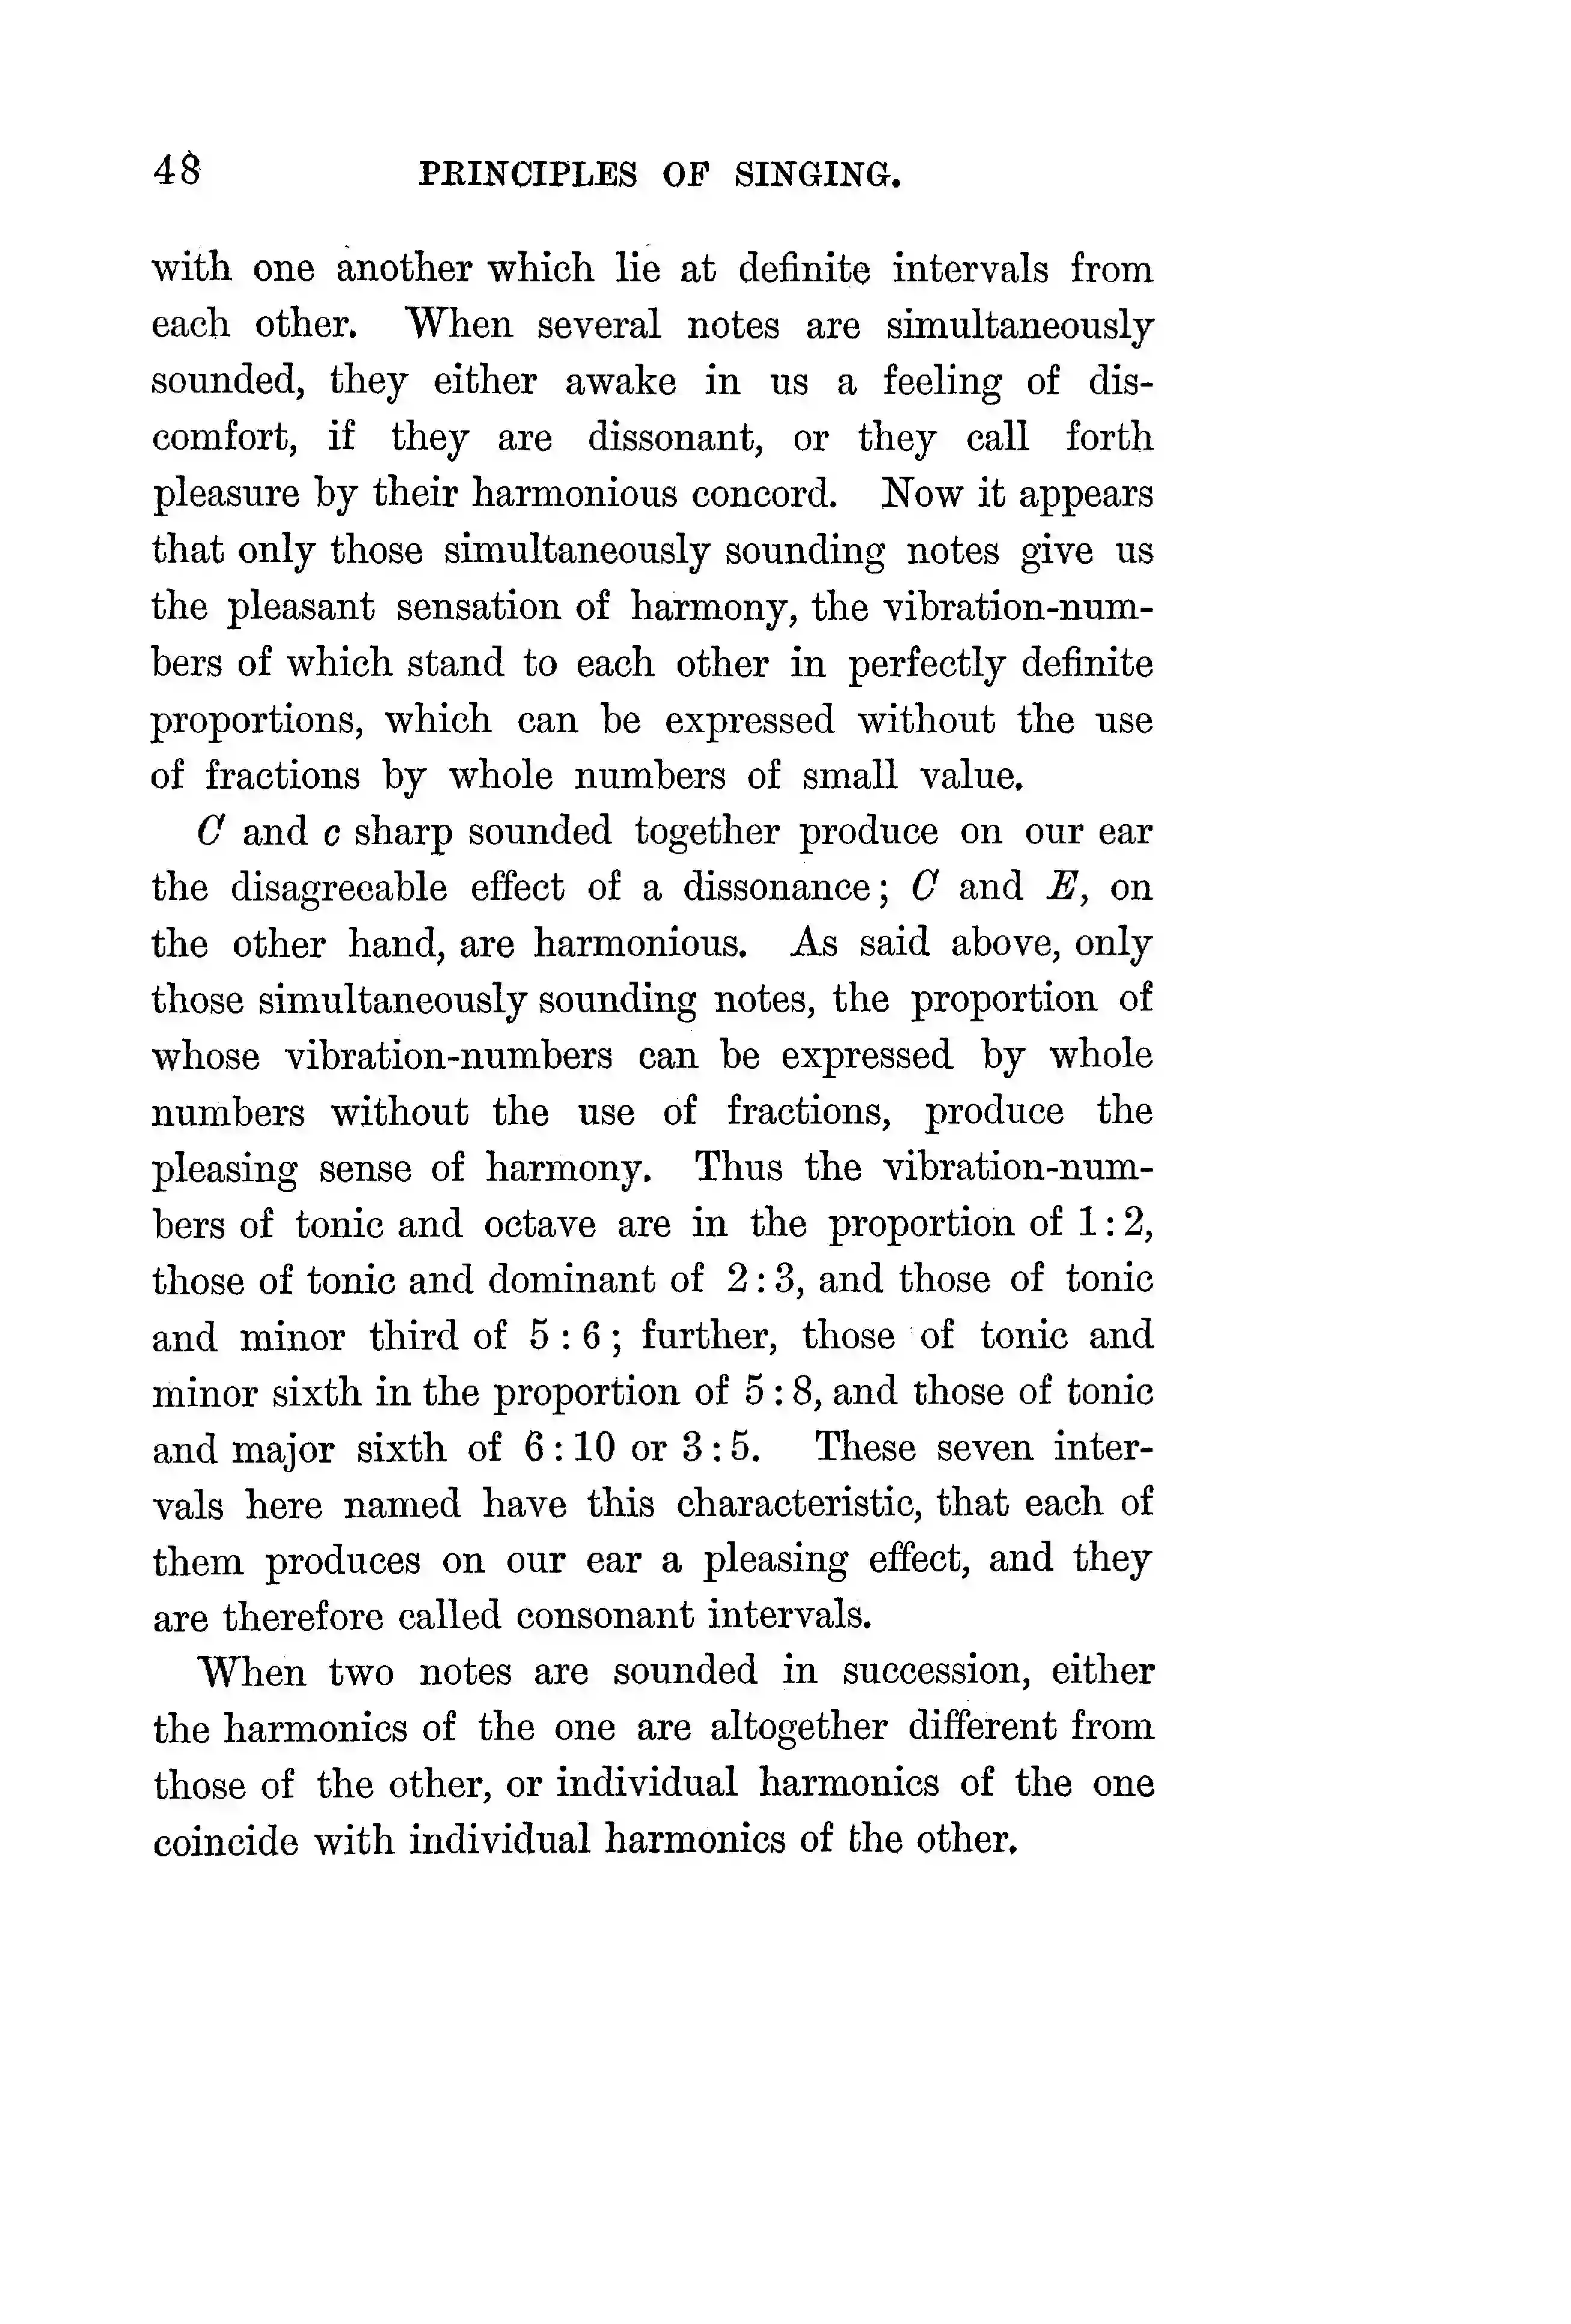 48 PRINCIPLES OF SINGING.
with one another which lie at definite intervals from
each other. When several notes are simultaneously
sounded, they either awake in us a feeling of dis-
comfort, if they are dissonant, or they call forth
pleasure by their harmonious concord. Now it appears
that only those simultaneously sounding notes give us
the pleasant sensation of harmony, the vibration-num-
bers of which stand to each other in perfectly definite
proportions, which can be expressed without the use
of fractions by whole numbers of small value.
C and c sharp sounded together produce on our ear
the disagreeable effect of a dissonance; C and E, on
the other hand, are harmonious. As said above, only
those simultaneously sounding notes, the proportion of
whose vibration-numbers can be expressed by whole
numbers without the use of fractions, produce the
pleasing sense of harmony. Thus the vibration-num-
bers of tonic and octave are in the proportion of 1:2,
those of tonic and dominant of 2:3, and those of tonic
and minor third of 5:6; further, those of tonic and
minor sixth in the proportion of 5:8, and those of tonic
and major sixth of 6:10 or 3:5. These seven inter-
vals here named have this characteristic, that each of
them produces on our ear a pleasing effect, and they
are therefore called consonant intervals.
When two notes are sounded in succession, either
the harmonics of the one are altogether different from
those of the other, or individual harmonics of the one
coincide with individual harmonics of the other.